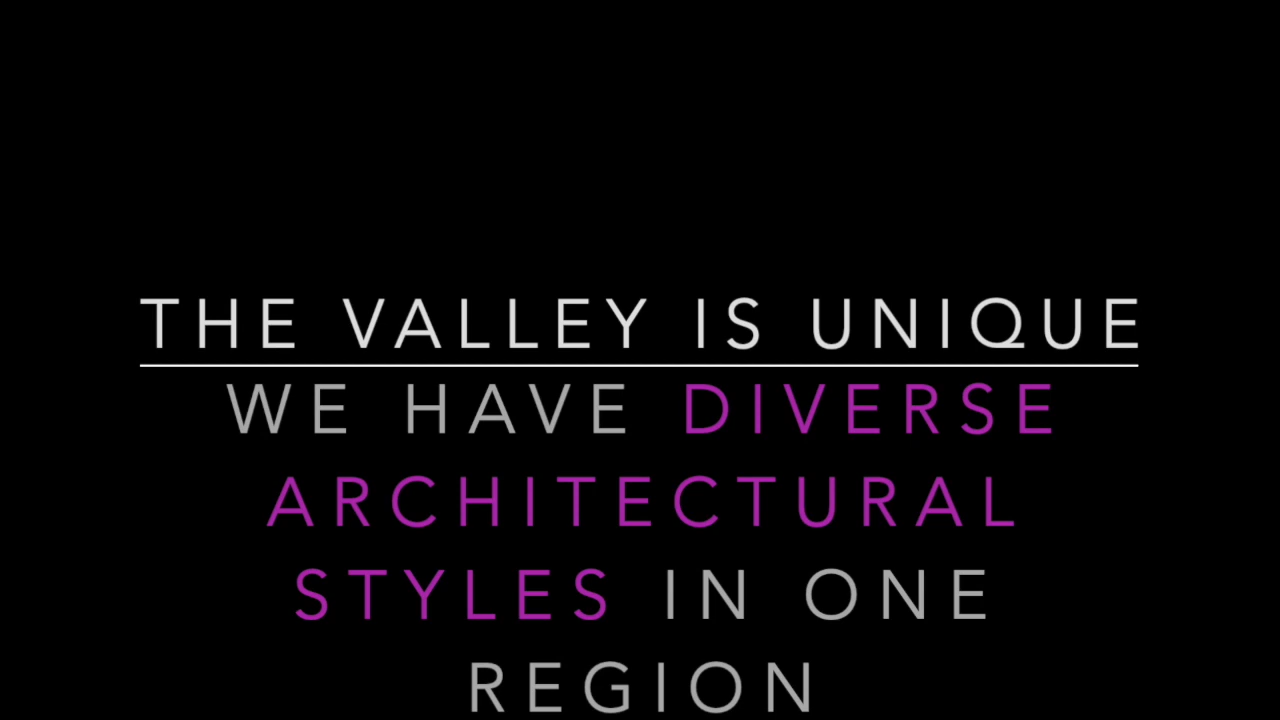 THE VALLEY IS UNIQUE
WE HAVE DIVERSE
ARCHITECTURAL
STYLES IN ONE
REGION